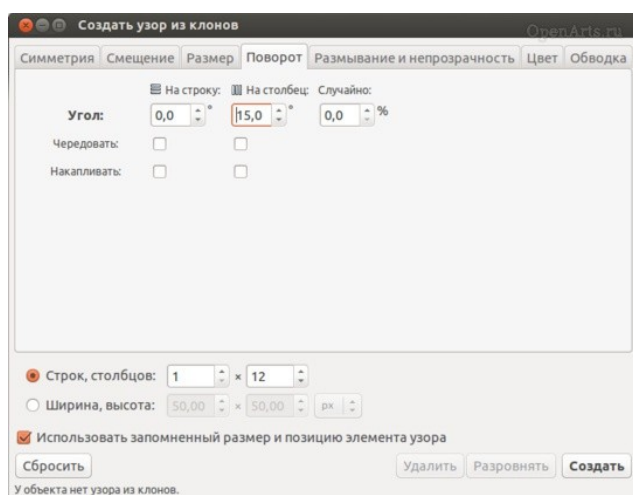 Создать узор из клонов
OpenArts.ru
Симметрия Смещение Размер Поворот Размывание и непрозрачность Цвет Обводка
На строку: На столбец: Случайно:
Угол: 0,0 ° 15,0 ° 0,0 %
Чередовать:
Накапливать:
Строк, столбцов: 1 × 12
Ширина, высота: 50,00 × 50,00 px
Использовать запомненный размер и позицию элемента узора
Сбросить Удалить Разровнять Создать
У объекта нет узора из клонов.